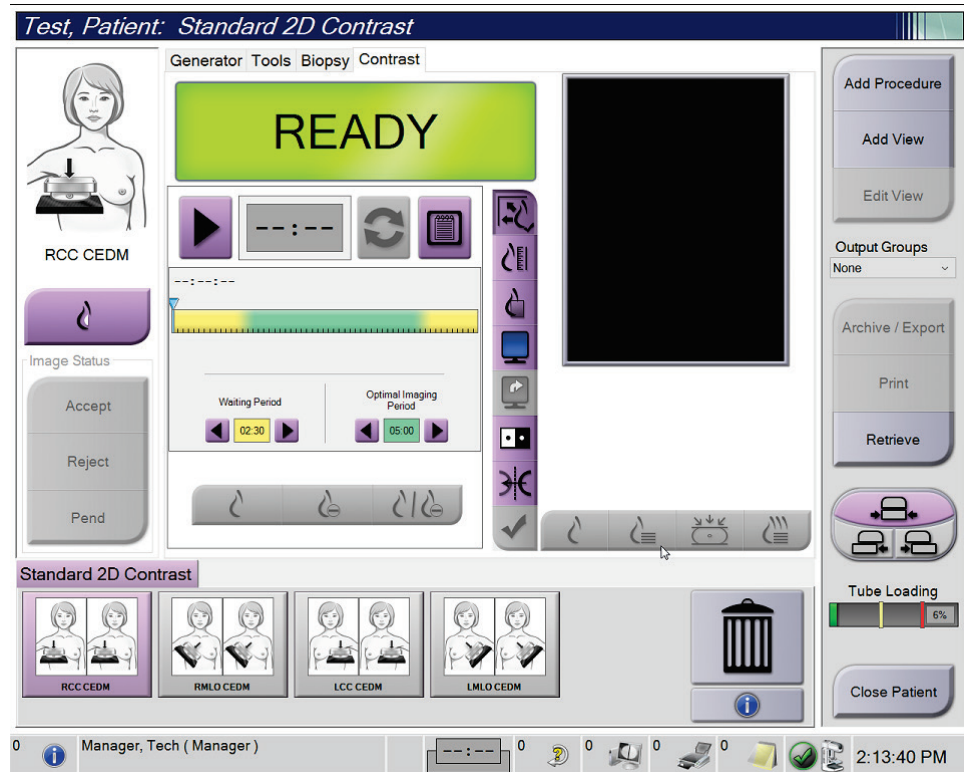 Test, Patient: Standard 2D Contrast
Generator Tools Biopsy Contrast
READY
--:--
RCC CEDM
--:--:--
Waiting Period
Optimal Imaging
Period
02:30
05:00
Image Status
Accept
Reject
Pend
Add Procedure
Add View
Edit View
Output Groups
None
Archive / Export
Print
Retrieve
Tube Loading
6%
Close Patient
Standard 2D Contrast
RCC CEDM
RMLO CEDM
LCC CEDM
LMLO CEDM
0 Manager, Tech ( Manager ) --:-- 0 0 0 0 2:13:40 PM